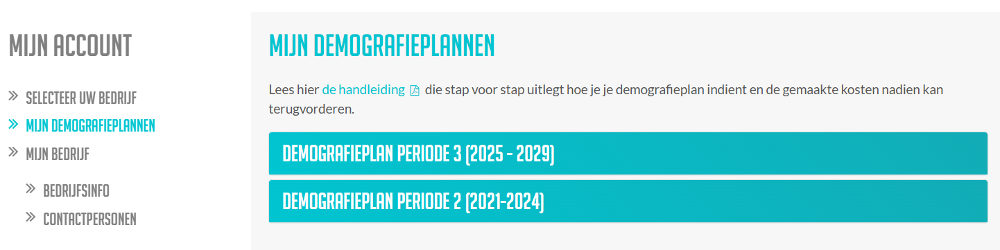 MIJN ACCOUNT
SELECTEER UW BEDRIJF
MIJN DEMOGRAFIEPLANNEN
MIJN BEDRIJF
BEDRIJFSINFO
CONTACTPERSONEN
MIJN DEMOGRAFIEPLANNEN
Lees hier de handleiding die stap voor stap uitlegt hoe je je demografieplan indient en de gemaakte kosten nadien kan
terugvorderen.
DEMOGRAFIEPLAN PERIODE 3 (2025 - 2029)
DEMOGRAFIEPLAN PERIODE 2 (2021-2024)